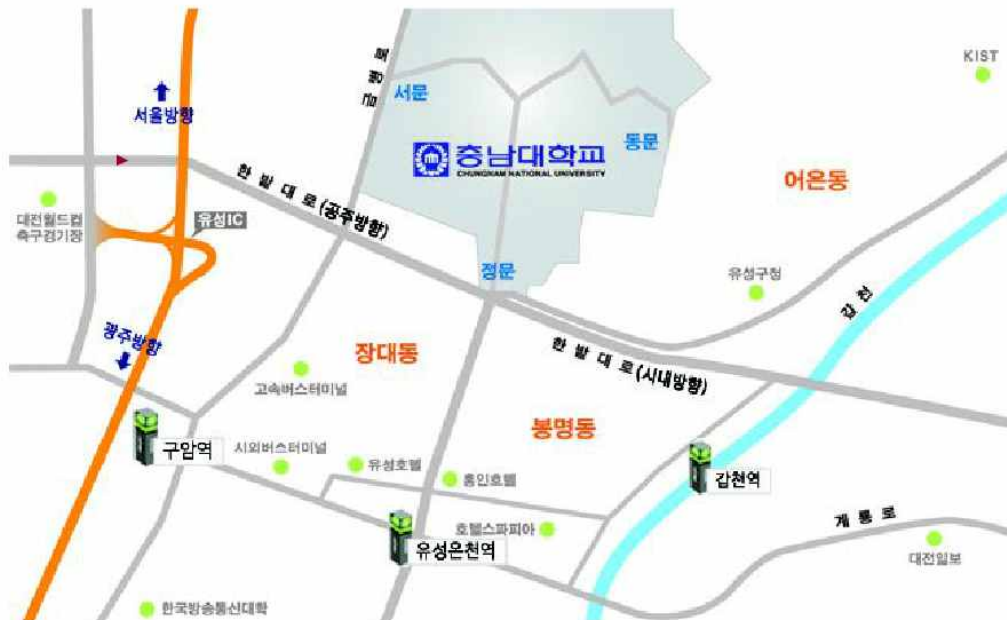 KIST
금병로
서문
서울방향
동문
충남대학교
CHUNGNAM NATIONAL UNIVERSITY
어은동
한밭대로(공주방향)
대전월드컵
축구경기장
유성IC
정문
유성구청
갑천
광주방향
장대동
한밭대로(시내방향)
고속버스터미널
봉명동
구암역
시외버스터미널
유성호텔
홍인호텔
갑천역
계룡로
호텔스파피아
유성온천역
대전일보
한국방송통신대학